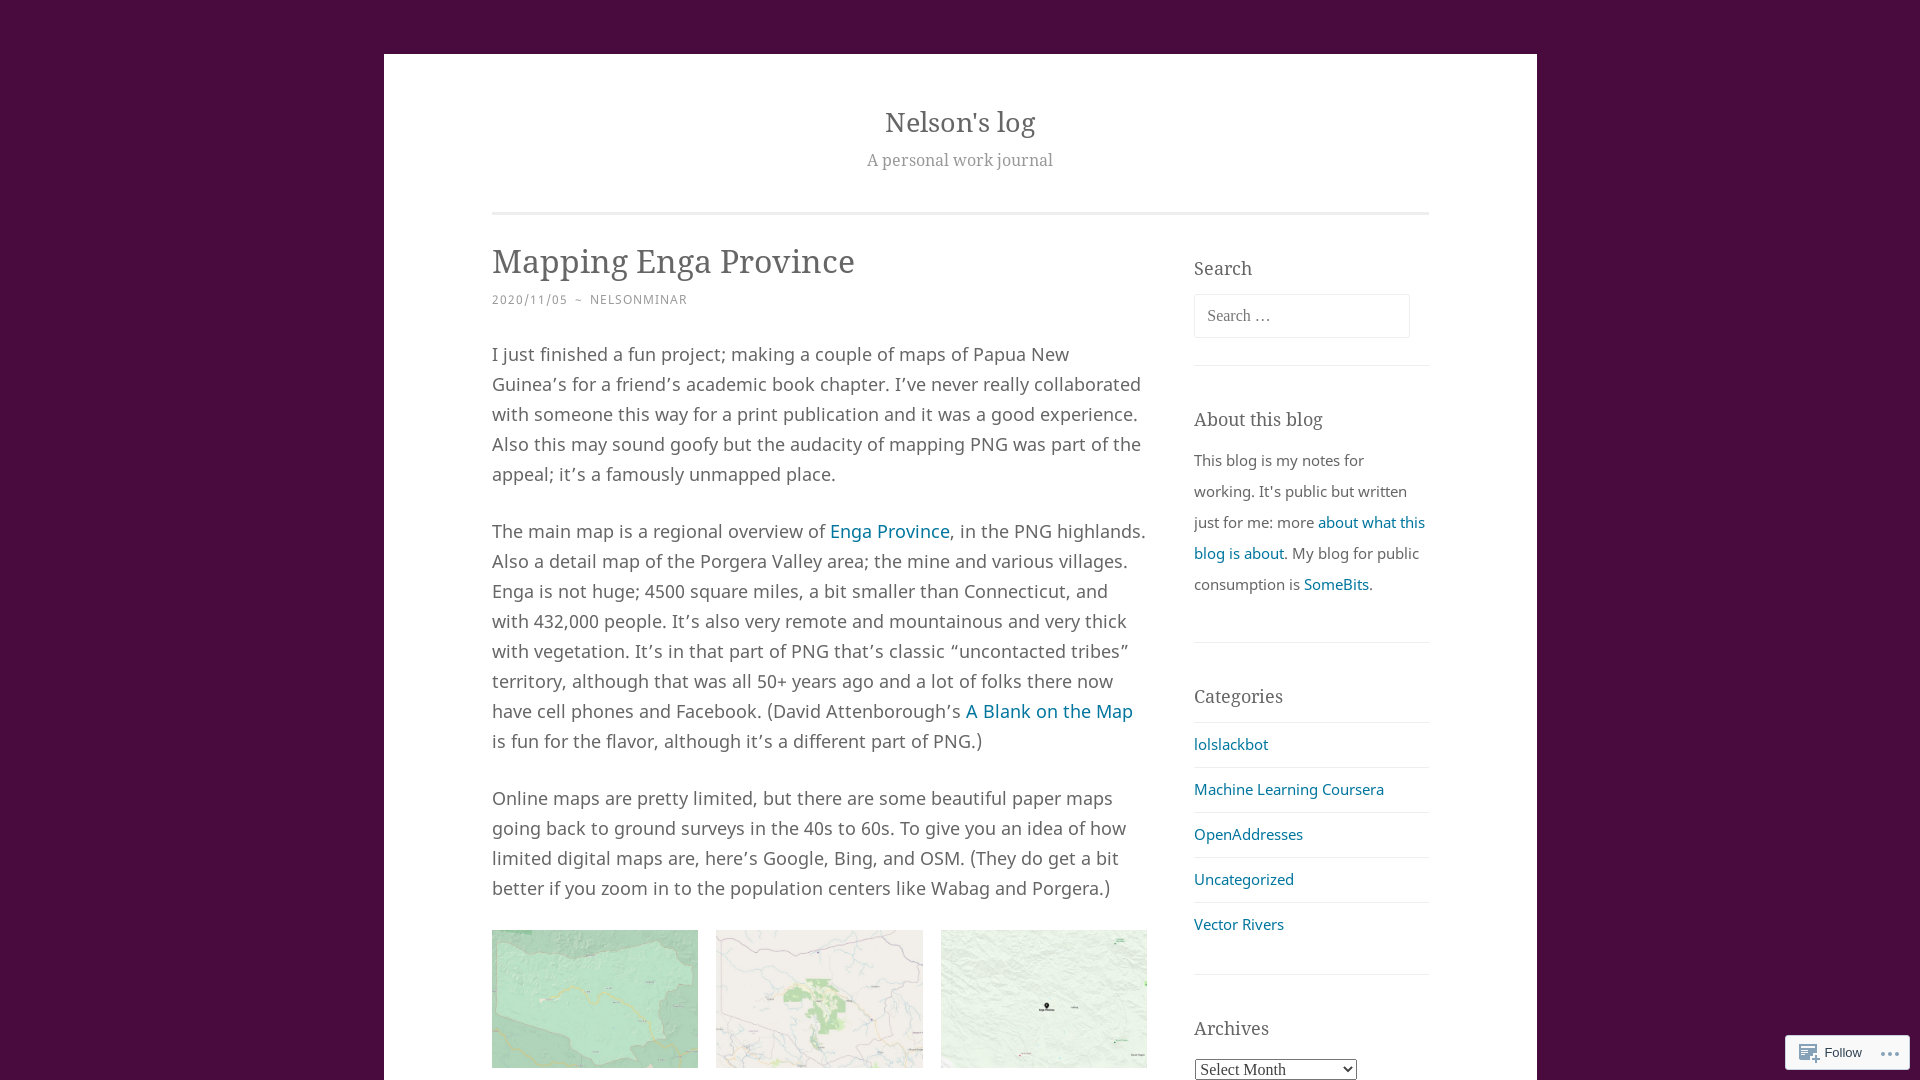 Nelson's log
A personal work journal
Mapping Enga Province
2020/11/05 ~ NELSONMINAR
I just finished a fun project; making a couple of maps of Papua New
Guinea’s for a friend’s academic book chapter. I’ve never really collaborated
with someone this way for a print publication and it was a good experience.
Also this may sound goofy but the audacity of mapping PNG was part of the
appeal; it’s a famously unmapped place.
The main map is a regional overview of Enga Province, in the PNG highlands.
Also a detail map of the Porgera Valley area; the mine and various villages.
Enga is not huge; 4500 square miles, a bit smaller than Connecticut, and
with 432,000 people. It’s also very remote and mountainous and very thick
with vegetation. It’s in that part of PNG that’s classic “uncontacted tribes”
territory, although that was all 50+ years ago and a lot of folks there now
have cell phones and Facebook. (David Attenborough’s A Blank on the Map
is fun for the flavor, although it’s a different part of PNG.)
Online maps are pretty limited, but there are some beautiful paper maps
going back to ground surveys in the 40s to 60s. To give you an idea of how
limited digital maps are, here’s Google, Bing, and OSM. (They do get a bit
better if you zoom in to the population centers like Wabag and Porgera.)
Search
Search …
About this blog
This blog is my notes for
working. It's public but written
just for me: more about what this
blog is about. My blog for public
consumption is SomeBits.
Categories
lolslackbot
Machine Learning Coursera
OpenAddresses
Uncategorized
Vector Rivers
Archives
Select Month
Follow